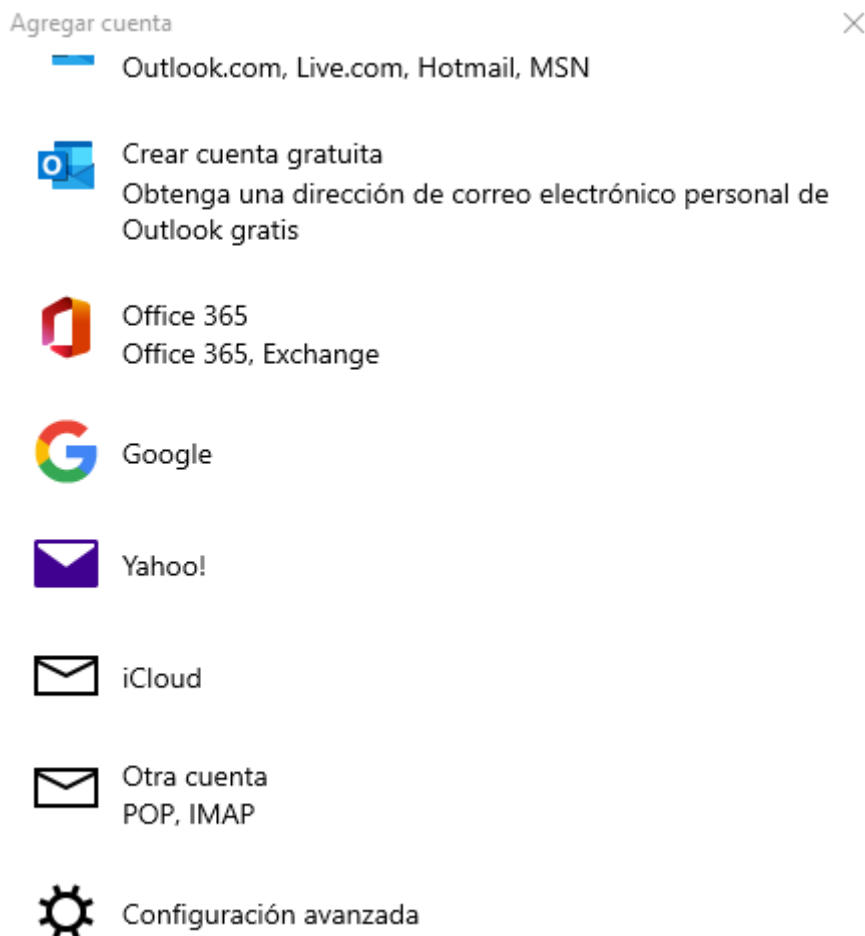 Agregar cuenta
Outlook.com, Live.com, Hotmail, MSN
Crear cuenta gratuita
Obtenga una dirección de correo electrónico personal de
Outlook gratis
Office 365
Office 365, Exchange
Google
Yahoo!
iCloud
Otra cuenta
POP, IMAP
Configuración avanzada